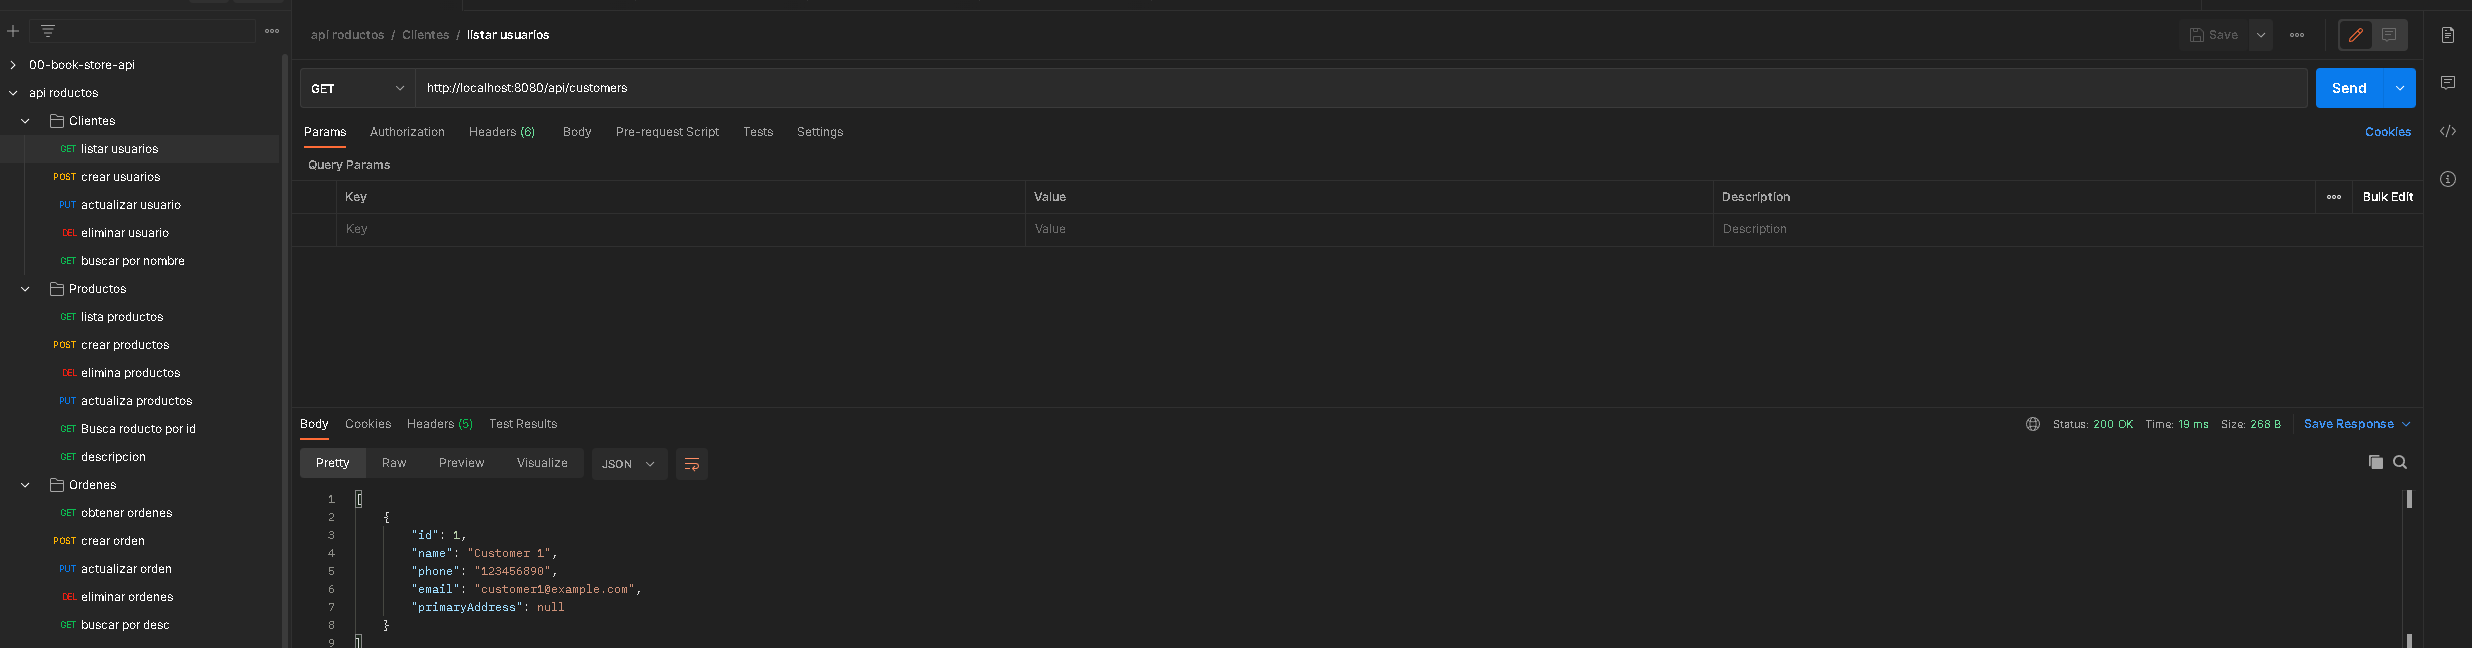 00-book-store-api
api roductos
Clientes
GET listar usuarios
POST crear usuarios
PUT actualizar usuario
DEL eliminar usuario
GET buscar por nombre
Productos
GET lista productos
POST crear productos
DEL elimina productos
PUT actualiza productos
GET Busca roducto por id
GET descripcion
Ordenes
GET obtener ordenes
POST crear orden
PUT actualizar orden
DEL eliminar ordenes
GET buscar por desc
api roductos / Clientes / listar usuarios
Save
GET http://localhost:8080/api/customers Send
Params Authorization Headers (6) Body Pre-request Script Tests Settings Cookies
Query Params
Key Value Description Bulk Edit
Key Value Description
Body Cookies Headers (5) Test Results Status: 200 OK Time: 19 ms Size: 268 B Save Response
Pretty Raw Preview Visualize JSON
1 [
2 {
3 "id": 1,
4 "name": "Customer 1",
5 "phone": "123456890",
6 "email": "customer1@example.com",
7 "primaryAddress": null
8 }
9 ]